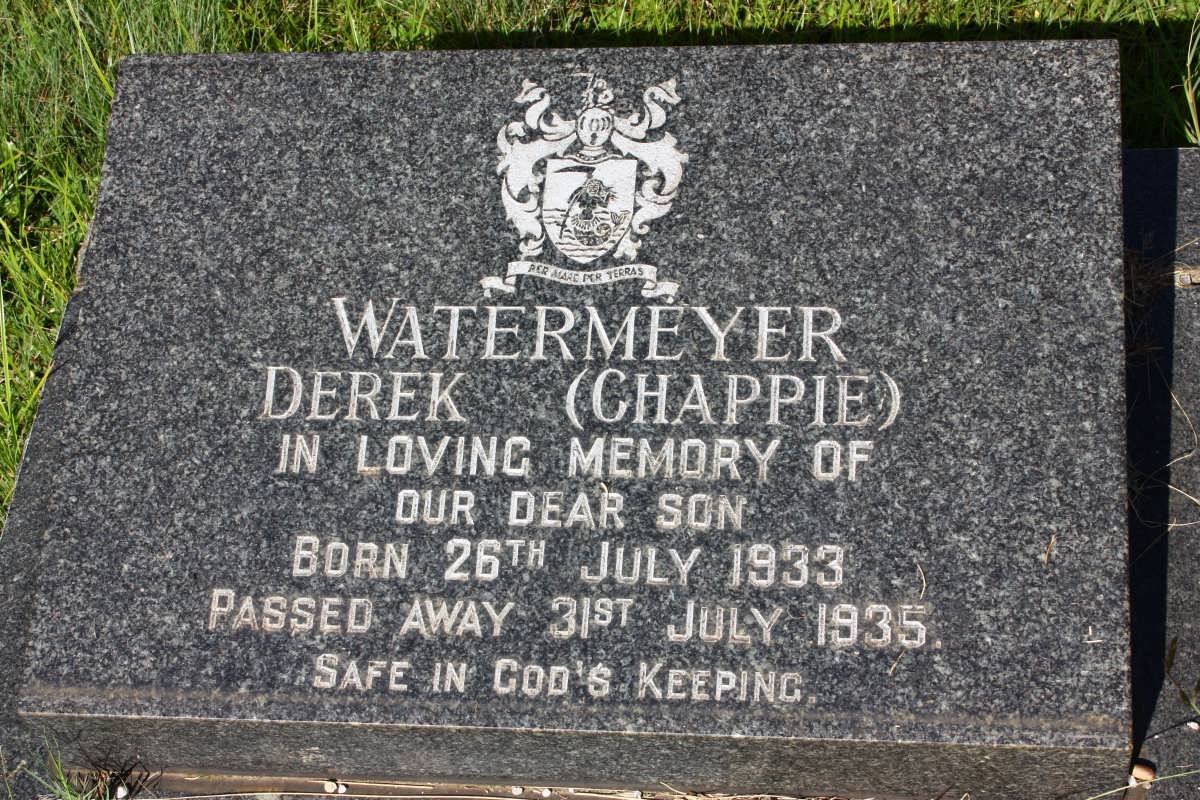 PER MARE PER TERRAS
WATERMEYER
DEREK (CHAPPIE)
IN LOVING MEMORY OF
OUR DEAR SON
BORN 26TH JULY 1933
PASSED AWAY 31ST JULY 1935.
SAFE IN GOD'S KEEPING.